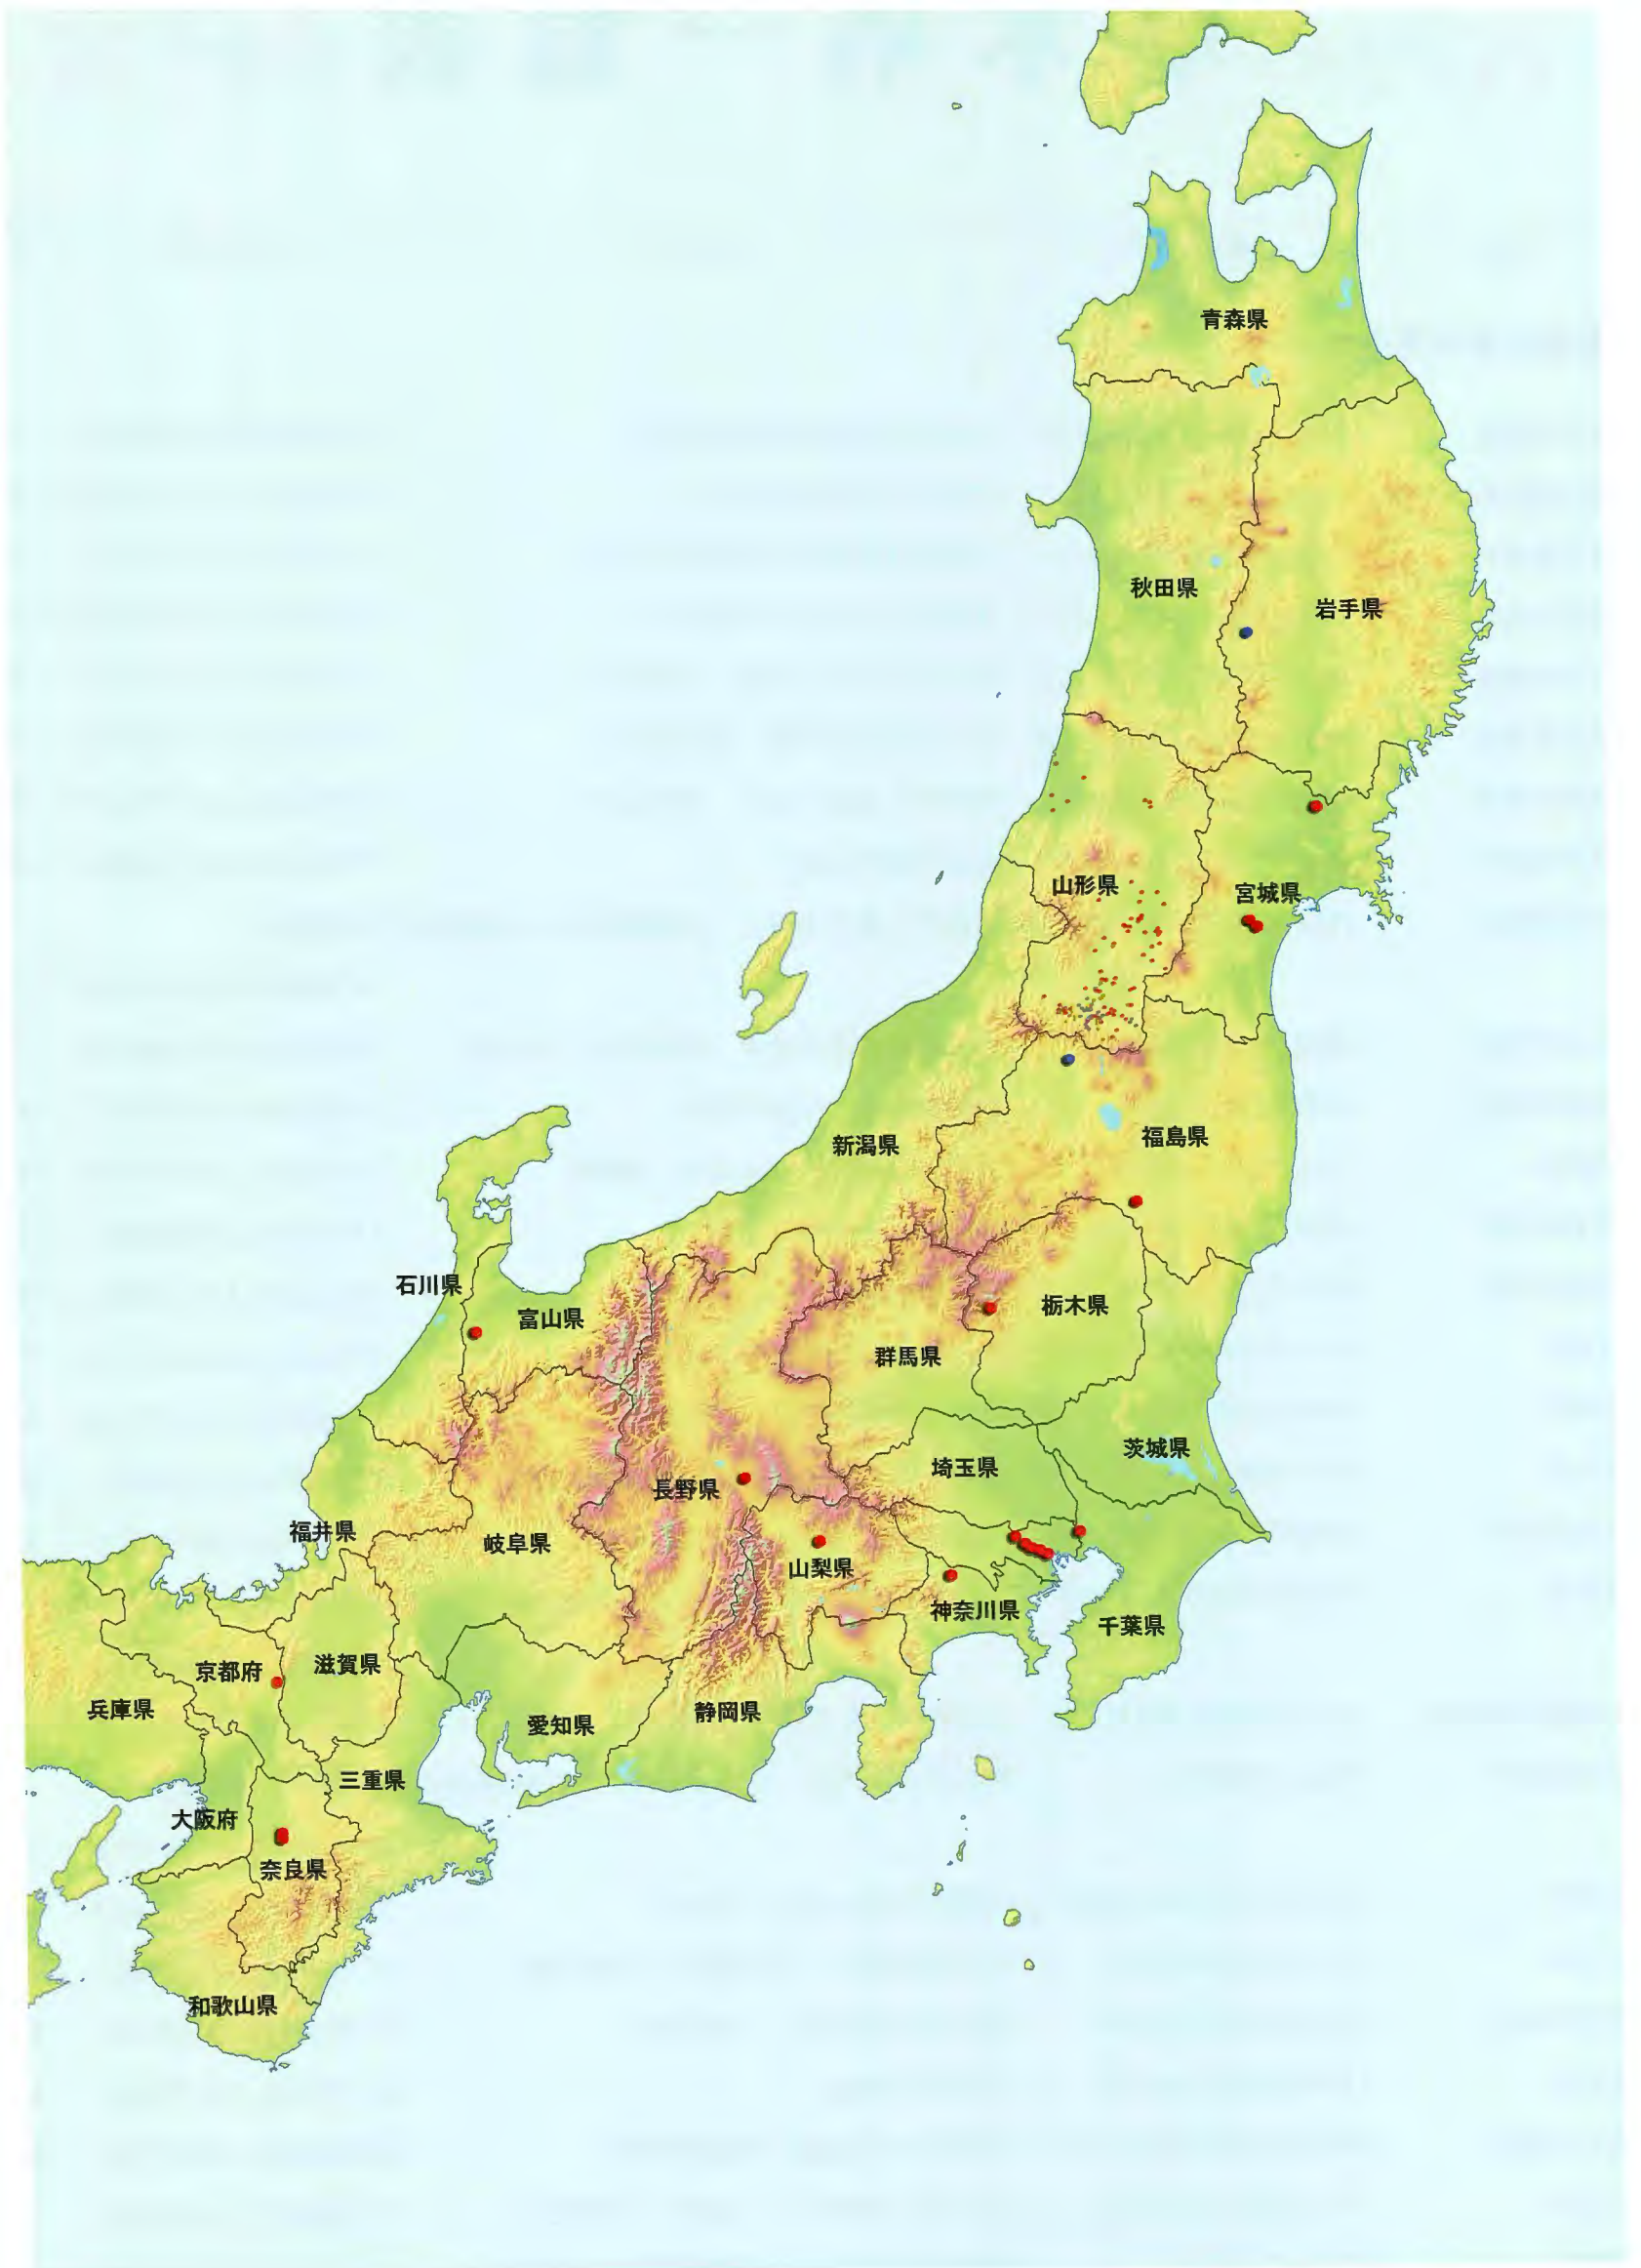 青森県
秋田県
岩手県
山形県
宮城県
新潟県
福島県
石川県
富山県
栃木県
群馬県
茨城県
埼玉県
長野県
福井県
岐阜県
山梨県
神奈川県
千葉県
滋賀県
京都府
兵庫県
静岡県
愛知県
三重県
大阪府
奈良県
和歌山県